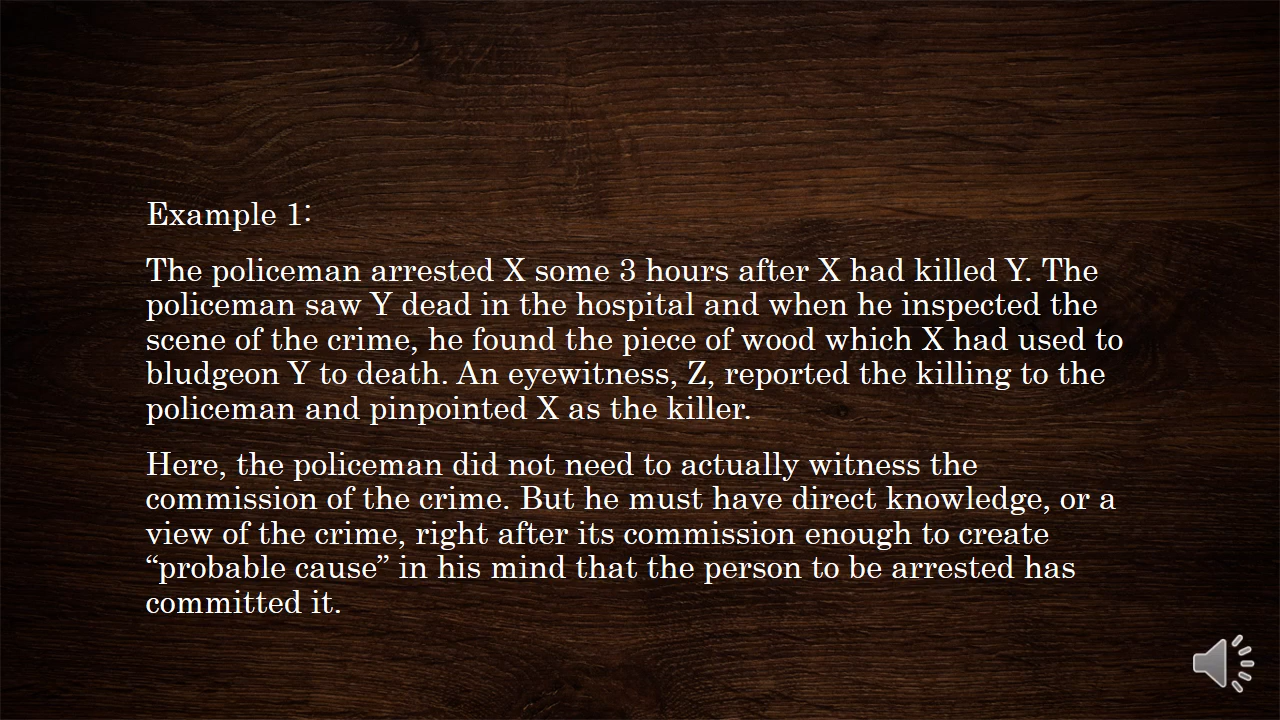 Example 1:
The policeman arrested X some 3 hours after X had killed Y. The
policeman saw Y dead in the hospital and when he inspected the
scene of the crime, he found the piece of wood which X had used to
bludgeon Y to death. An eyewitness, Z, reported the killing to the
policeman and pinpointed X as the killer.
Here, the policeman did not need to actually witness the
commission of the crime. But he must have direct knowledge, or a
view of the crime, right after its commission enough to create
“probable cause” in his mind that the person to be arrested has
committed it.